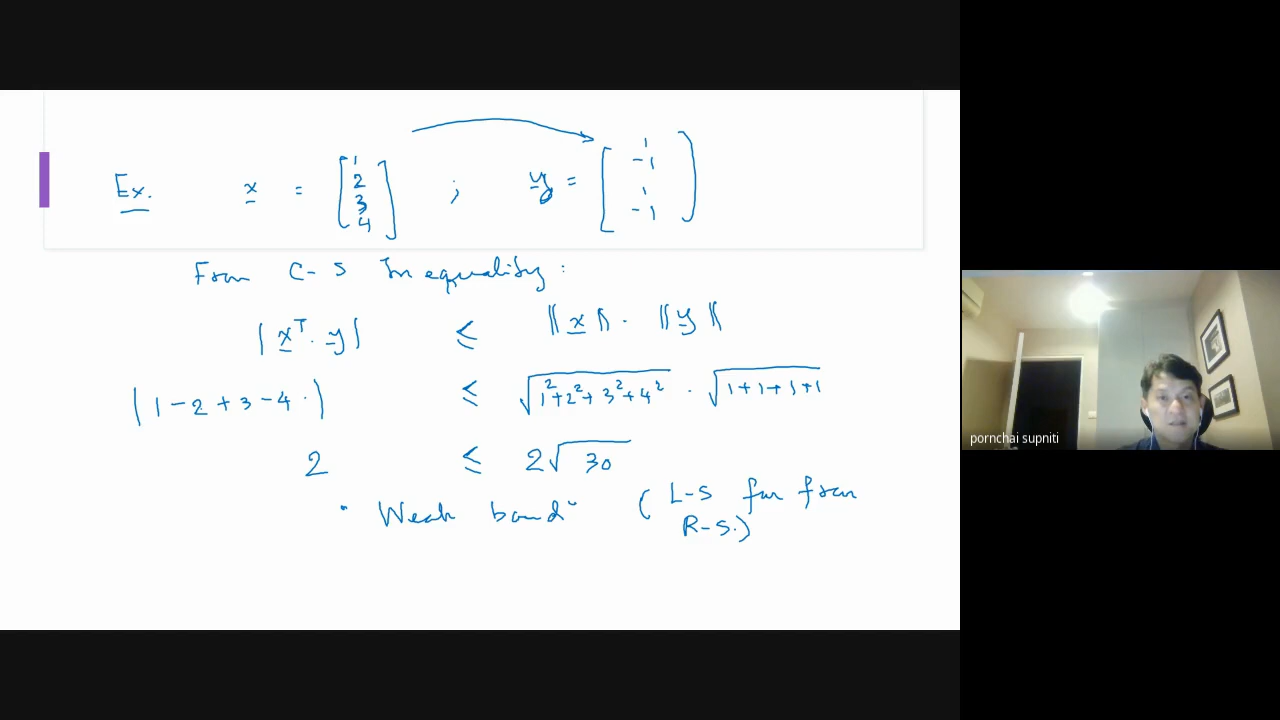 Ex. x = [1 2 3 4] ; y = [1 -1 1 -1]
From C-S Inequality:
|x^T · y| ≤ ||x|| · ||y||
|1 - 2 + 3 - 4 ·| ≤ √(1² + 2² + 3² + 4²) · √(1+1+1+1)
2 ≤ 2√30
"Weak bound" (L-S far from
R-S.)
pornchai supniti